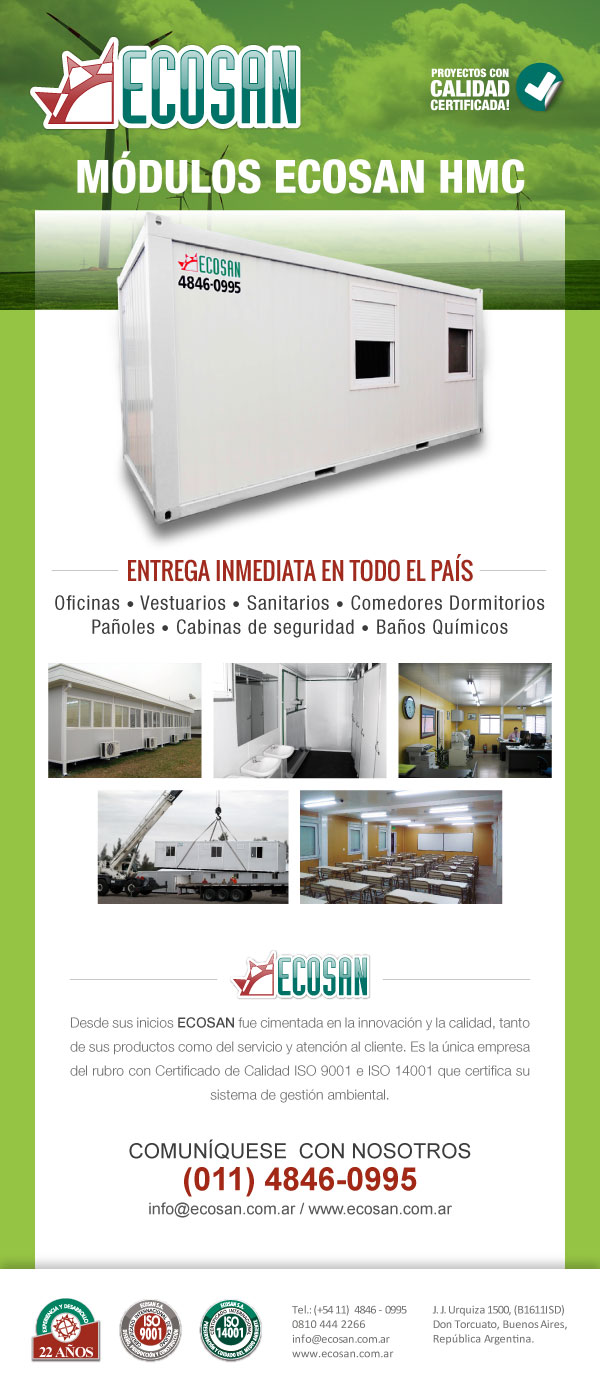 ECOSAN
PROYECTOS CON
CALIDAD
CERTIFICADA!
MÓDULOS ECOSAN HMC
ECOSAN
4846-0995
ENTREGA INMEDIATA EN TODO EL PAÍS
Oficinas • Vestuarios • Sanitarios • Comedores Dormitorios
Pañoles • Cabinas de seguridad • Baños Químicos
ECOSAN
Desde sus inicios ECOSAN fue cimentada en la innovación y la calidad, tanto
de sus productos como del servicio y atención al cliente. Es la única empresa
del rubro con Certificado de Calidad ISO 9001 e ISO 14001 que certifica su
sistema de gestión ambiental.
COMUNÍQUESE CON NOSOTROS
(011) 4846-0995
info@ecosan.com.ar / www.ecosan.com.ar
EXPERIENCIA Y DESARROLLO
22 AÑOS
ECOSAN S.A.
ISO
9001
ECOSAN S.A.
ISO
14001
Tel.: (+54 11) 4846 - 0995
0810 444 2266
info@ecosan.com.ar
www.ecosan.com.ar
J. J. Urquiza 1500, (B1611ISD)
Don Torcuato, Buenos Aires,
República Argentina.